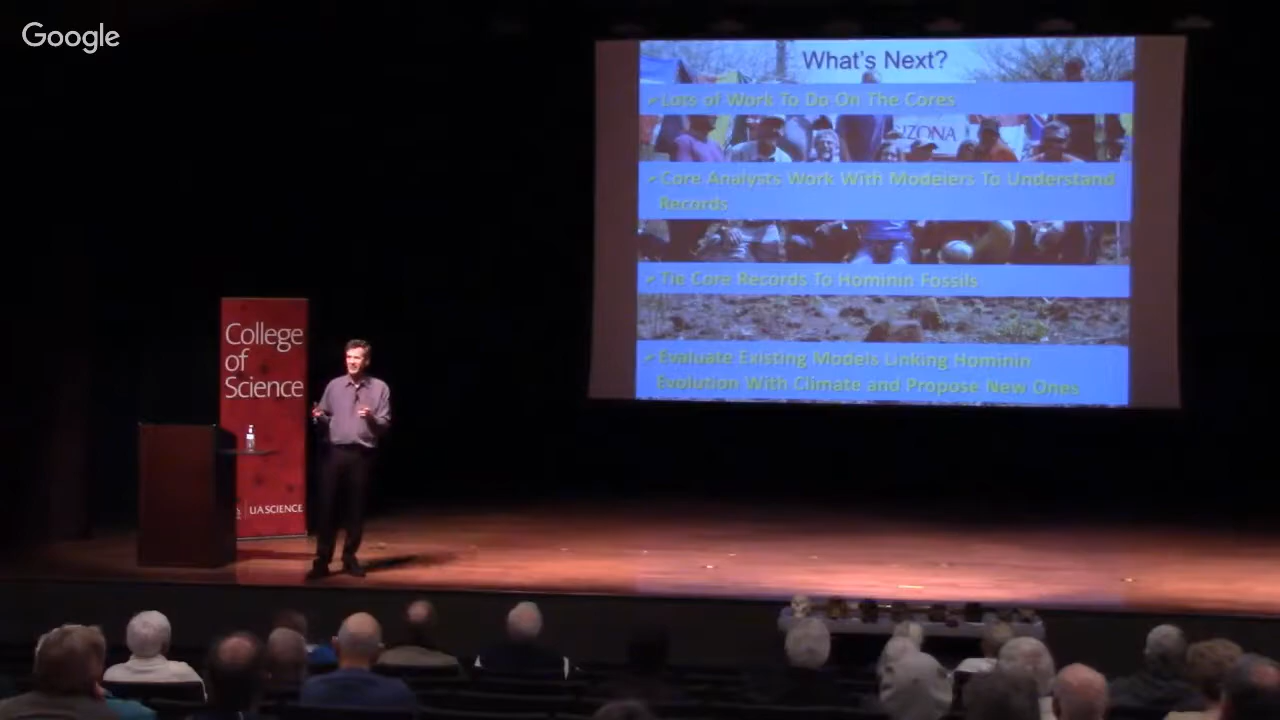 Google
What's Next?
✓Lots of Work To Do On The Cores
IZONA
✓Core Analysts Work With Modelers To Understand
Records
✓Tie Core Records To Hominin Fossils
✓Evaluate Existing Models Linking Hominin
Evolution With Climate and Propose New Ones
College
of
Science
UA SCIENCE